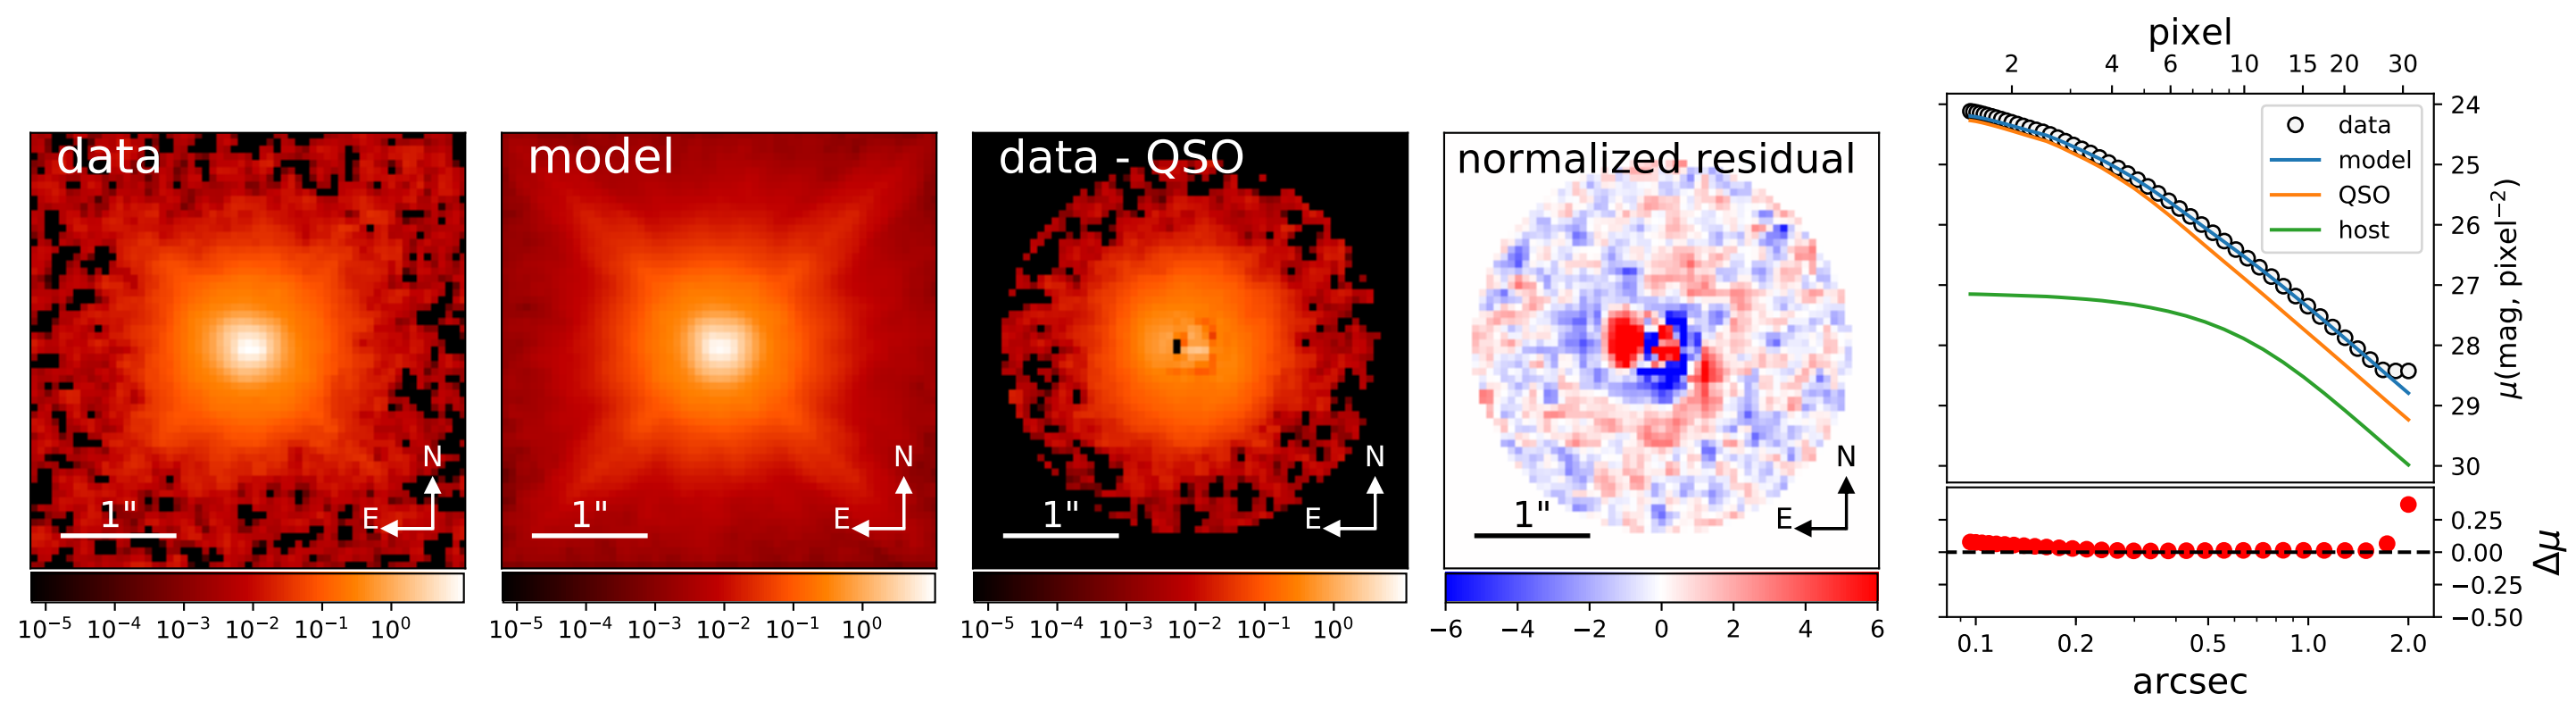 data
N
E
1"
10⁻⁵ 10⁻⁴ 10⁻³ 10⁻² 10⁻¹ 10⁰
model
N
E
1"
10⁻⁵ 10⁻⁴ 10⁻³ 10⁻² 10⁻¹ 10⁰
data - QSO
N
E
1"
10⁻⁵ 10⁻⁴ 10⁻³ 10⁻² 10⁻¹ 10⁰
normalized residual
N
E
1"
−6 −4 −2 0 2 4 6
pixel
2 4 6 10 15 20 30
data
model
QSO
host
24
25
26
27
28
29
30
μ(mag, pixel⁻²)
0.25
0.00
−0.25
−0.50
Δμ
0.1 0.2 0.5 1.0 2.0
arcsec